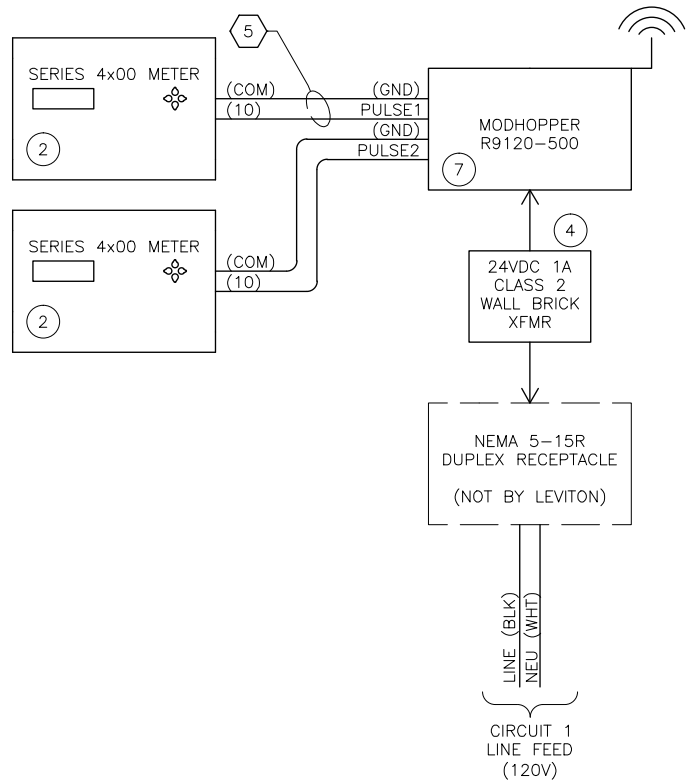 5
SERIES 4x00 METER
2
(COM)
(10)
(GND)
PULSE1
(GND)
PULSE2
MODHOPPER
R9120-500
7
SERIES 4x00 METER
2
(COM)
(10)
4
24VDC 1A
CLASS 2
WALL BRICK
XFMR
NEMA 5-15R
DUPLEX RECEPTACLE
(NOT BY LEVITON)
LINE (BLK)
NEU (WHT)
CIRCUIT 1
LINE FEED
(120V)